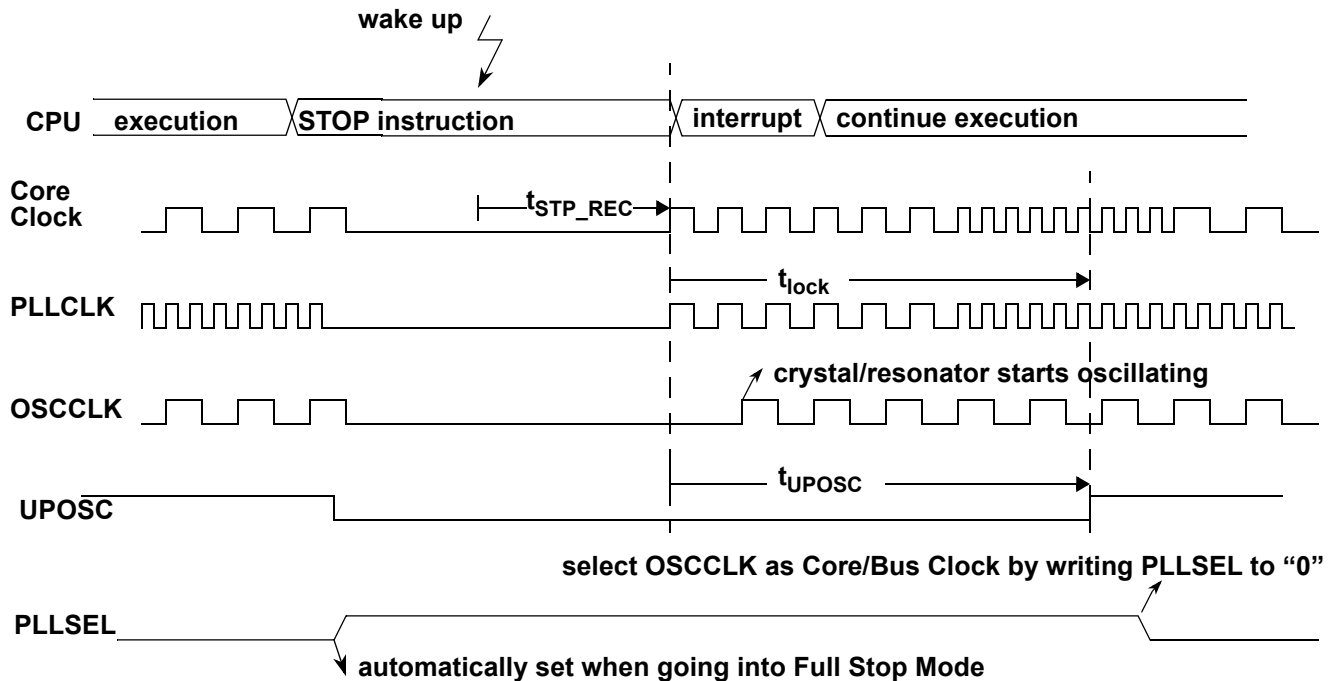 wake up
CPU execution STOP instruction interrupt continue execution
Core
Clock
tSTP_REC
tlock
PLLCLK
crystal/resonator starts oscillating
OSCCLK
tUPOSC
UPOSC
select OSCCLK as Core/Bus Clock by writing PLLSEL to “0”
PLLSEL
automatically set when going into Full Stop Mode